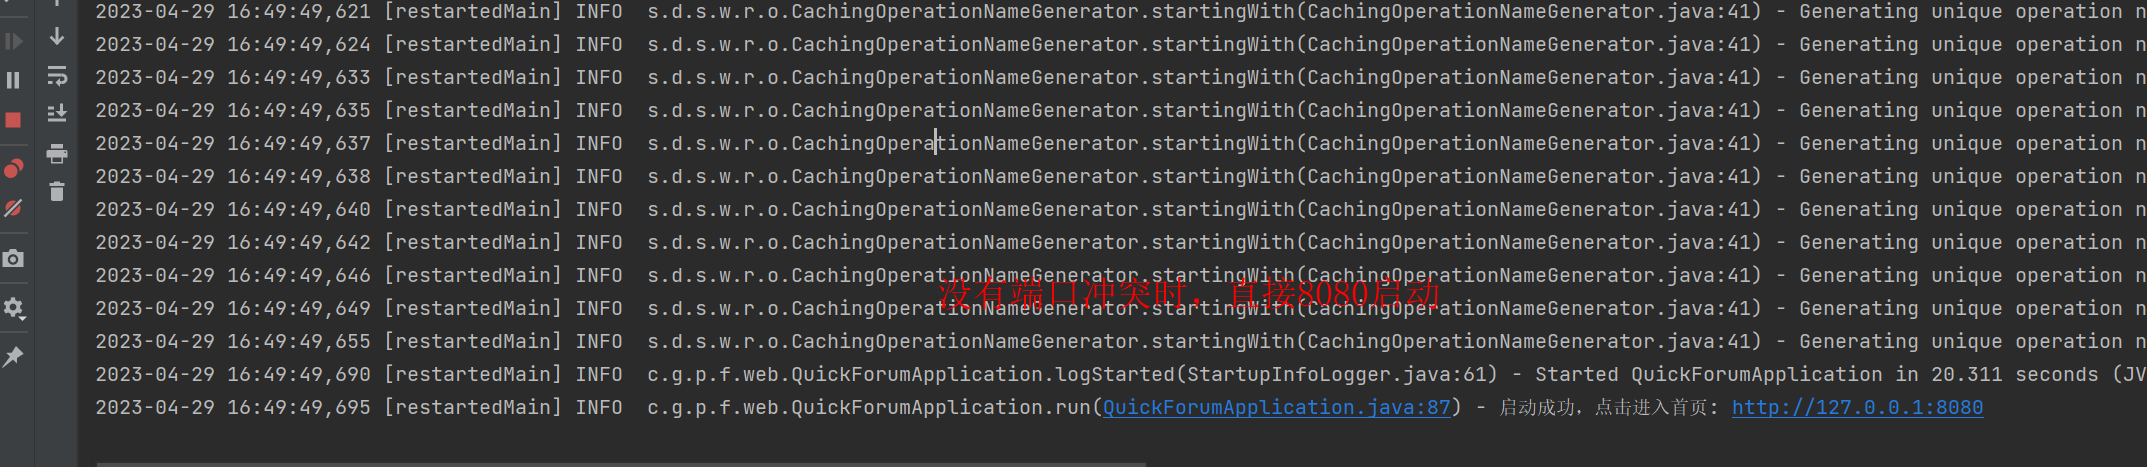 2023-04-29 16:49:49,621 [restartedMain] INFO  s.d.s.w.r.o.CachingOperationNameGenerator.startingWith(CachingOperationNameGenerator.java:41) - Generating unique operation n
2023-04-29 16:49:49,624 [restartedMain] INFO  s.d.s.w.r.o.CachingOperationNameGenerator.startingWith(CachingOperationNameGenerator.java:41) - Generating unique operation n
2023-04-29 16:49:49,633 [restartedMain] INFO  s.d.s.w.r.o.CachingOperationNameGenerator.startingWith(CachingOperationNameGenerator.java:41) - Generating unique operation n
2023-04-29 16:49:49,635 [restartedMain] INFO  s.d.s.w.r.o.CachingOperationNameGenerator.startingWith(CachingOperationNameGenerator.java:41) - Generating unique operation n
2023-04-29 16:49:49,637 [restartedMain] INFO  s.d.s.w.r.o.CachingOperationNameGenerator.startingWith(CachingOperationNameGenerator.java:41) - Generating unique operation n
2023-04-29 16:49:49,638 [restartedMain] INFO  s.d.s.w.r.o.CachingOperationNameGenerator.startingWith(CachingOperationNameGenerator.java:41) - Generating unique operation n
2023-04-29 16:49:49,640 [restartedMain] INFO  s.d.s.w.r.o.CachingOperationNameGenerator.startingWith(CachingOperationNameGenerator.java:41) - Generating unique operation n
2023-04-29 16:49:49,642 [restartedMain] INFO  s.d.s.w.r.o.CachingOperationNameGenerator.startingWith(CachingOperationNameGenerator.java:41) - Generating unique operation n
2023-04-29 16:49:49,646 [restartedMain] INFO  s.d.s.w.r.o.CachingOperationNameGenerator.startingWith(CachingOperationNameGenerator.java:41) - Generating unique operation n
没有端口冲突时，直接8080启动
2023-04-29 16:49:49,649 [restartedMain] INFO  s.d.s.w.r.o.CachingOperationNameGenerator.startingWith(CachingOperationNameGenerator.java:41) - Generating unique operation n
2023-04-29 16:49:49,655 [restartedMain] INFO  s.d.s.w.r.o.CachingOperationNameGenerator.startingWith(CachingOperationNameGenerator.java:41) - Generating unique operation n
2023-04-29 16:49:49,690 [restartedMain] INFO  c.g.p.f.web.QuickForumApplication.logStarted(StartupInfoLogger.java:61) - Started QuickForumApplication in 20.311 seconds (JV
2023-04-29 16:49:49,695 [restartedMain] INFO  c.g.p.f.web.QuickForumApplication.run(QuickForumApplication.java:87) - 启动成功，点击进入首页: http://127.0.0.1:8080